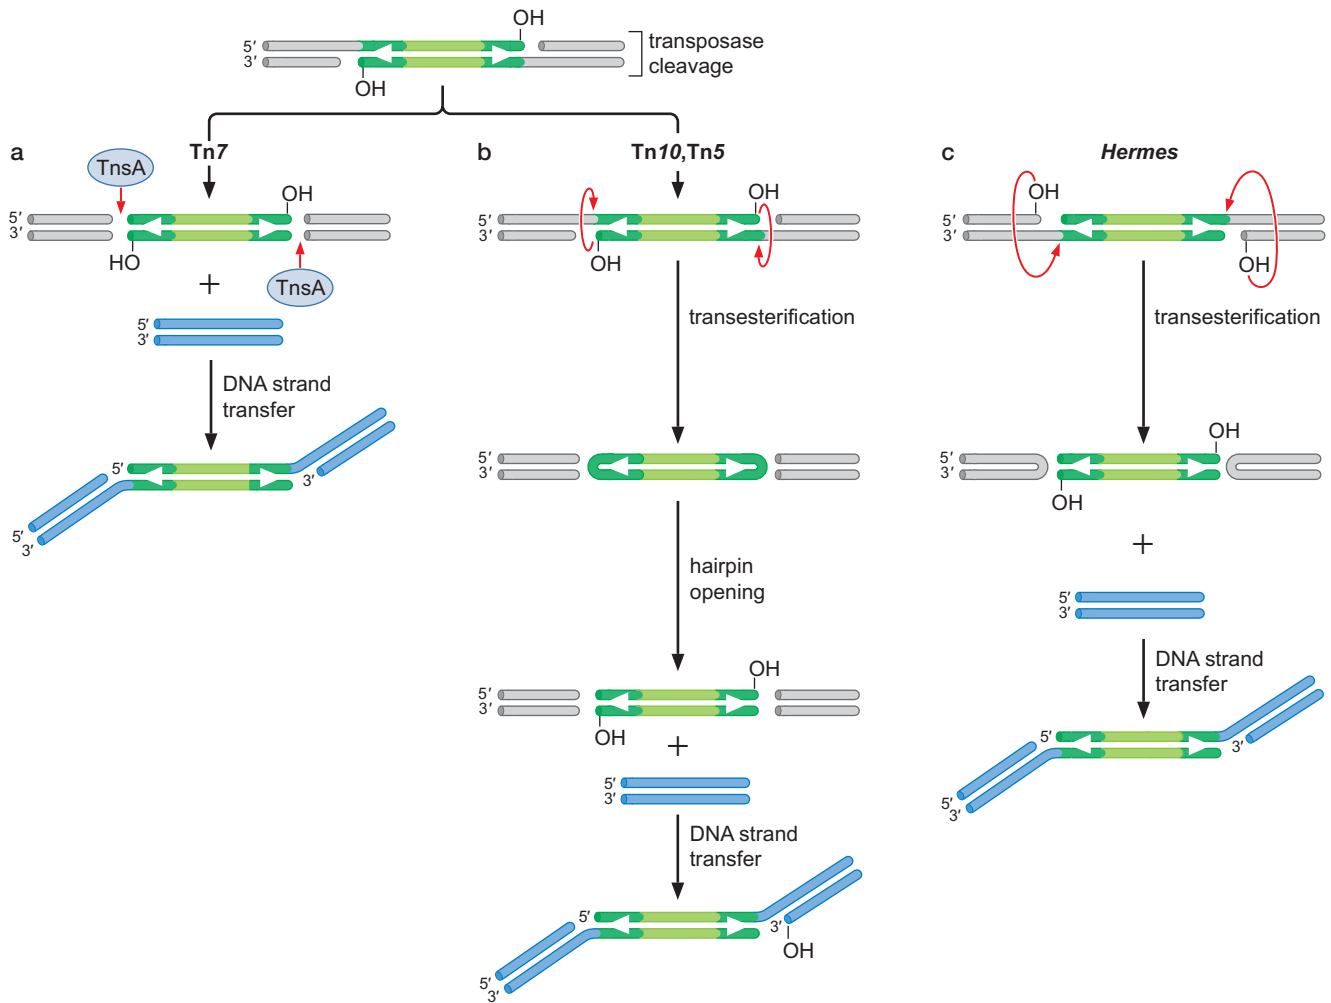 OH
5′
3′
transposase
cleavage
OH
a
Tn7
TnsA
OH
5′
3′
HO
TnsA
+
5′
3′
DNA strand
transfer
5′
3′
5′
3′
b
Tn10,Tn5
OH
5′
3′
OH
transesterification
5′
3′
hairpin
opening
OH
5′
3′
OH
+
5′
3′
DNA strand
transfer
5′
3′
OH
5′
3′
c
Hermes
OH
5′
3′
OH
transesterification
OH
5′
3′
OH
+
5′
3′
DNA strand
transfer
5′
3′
5′
3′